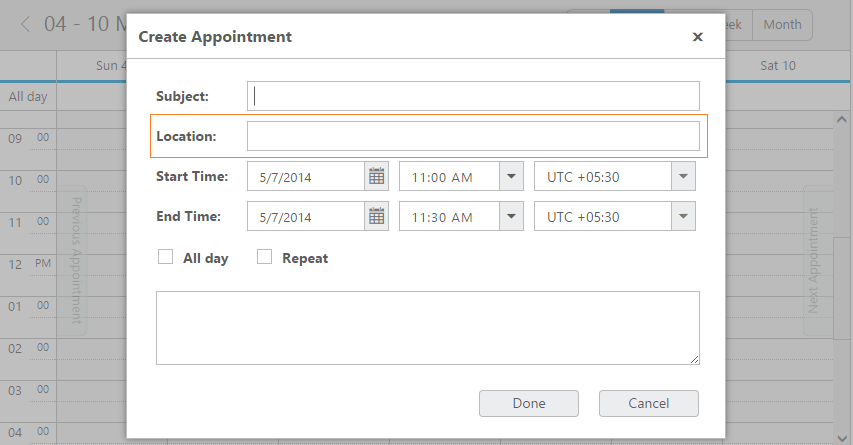 04 - 10 M
eek
Month
Create Appointment
Sun 4
Sat 10
All day
Subject:
Location:
Start Time:
5/7/2014
11:00 AM
UTC +05:30
End Time:
5/7/2014
11:30 AM
UTC +05:30
All day
Repeat
Done
Cancel
09 00
10 00
11 00
12 PM
01 00
02 00
03 00
04 00
Previous Appointment
Next Appointment